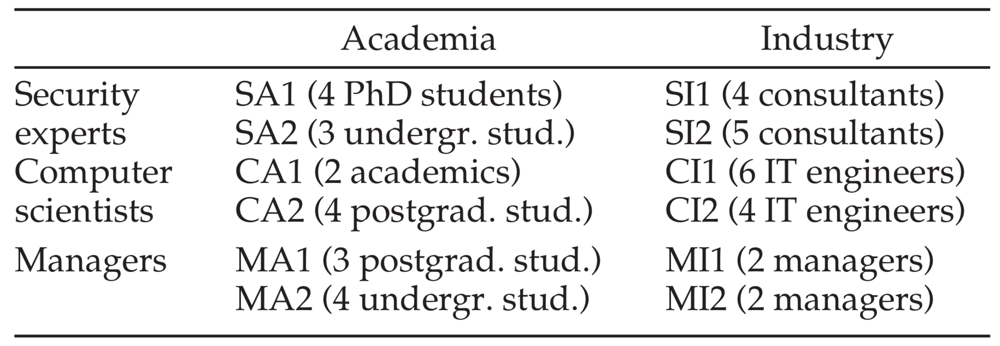 Academia Industry
Security SA1 (4 PhD students) SI1 (4 consultants)
experts SA2 (3 undergr. stud.) SI2 (5 consultants)
Computer CA1 (2 academics) CI1 (6 IT engineers)
scientists CA2 (4 postgrad. stud.) CI2 (4 IT engineers)
Managers MA1 (3 postgrad. stud.) MI1 (2 managers)
MA2 (4 undergr. stud.) MI2 (2 managers)